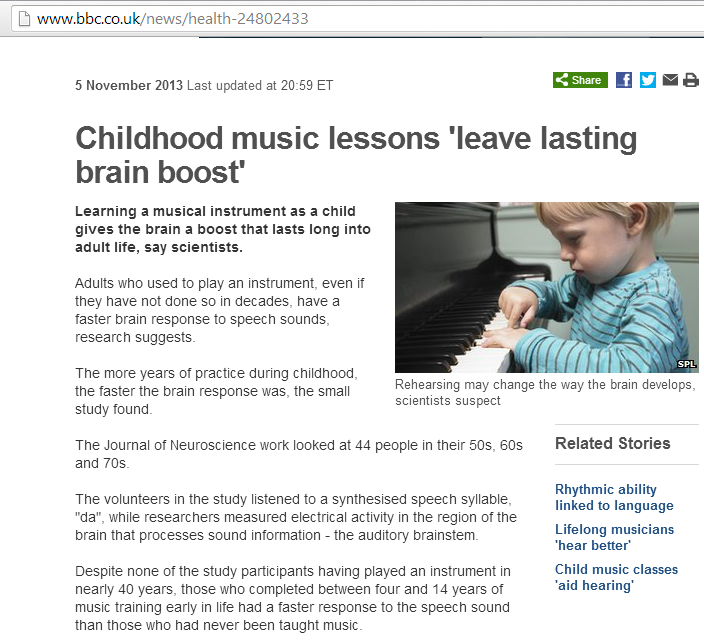 www.bbc.co.uk/news/health-24802433
5 November 2013 Last updated at 20:59 ET
Share
Childhood music lessons 'leave lasting
brain boost'
Learning a musical instrument as a child
gives the brain a boost that lasts long into
adult life, say scientists.
Adults who used to play an instrument, even if
they have not done so in decades, have a
faster brain response to speech sounds,
research suggests.
The more years of practice during childhood,
the faster the brain response was, the small
study found.
SPL
Rehearsing may change the way the brain develops,
scientists suspect
The Journal of Neuroscience work looked at 44 people in their 50s, 60s
and 70s.
The volunteers in the study listened to a synthesised speech syllable,
"da", while researchers measured electrical activity in the region of the
brain that processes sound information - the auditory brainstem.
Despite none of the study participants having played an instrument in
nearly 40 years, those who completed between four and 14 years of
music training early in life had a faster response to the speech sound
than those who had never been taught music.
Related Stories
Rhythmic ability
linked to language
Lifelong musicians
'hear better'
Child music classes
'aid hearing'